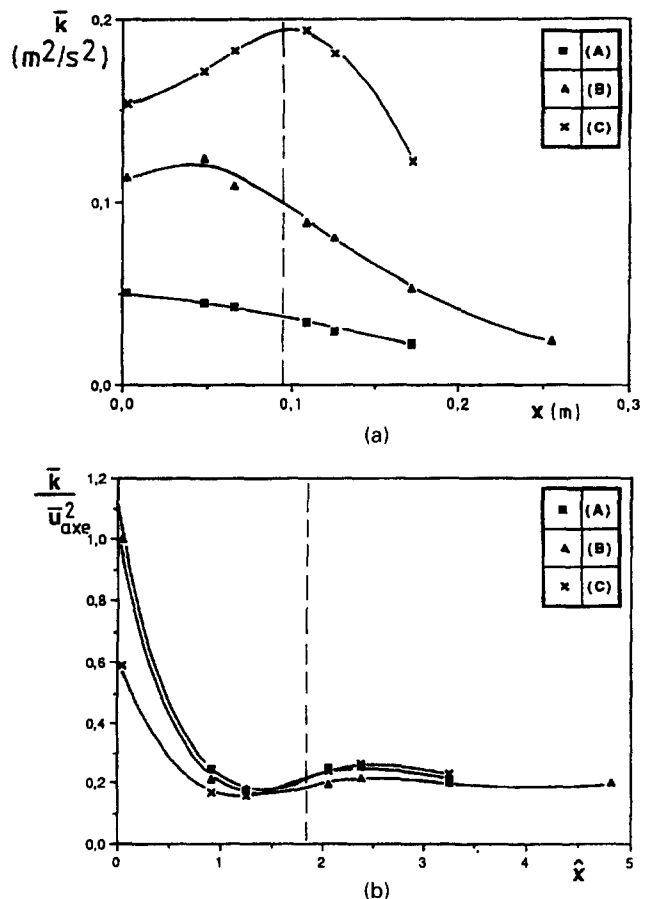 k̄
(m²/s²)
0,2
0,1
0,0
0,0
0,1
0,2
0,3
x (m)
■ (A)
▲ (B)
× (C)
(a)
k̄
ū²axe
1,2
1,0
0,8
0,6
0,4
0,2
0,0
0
1
2
3
4
5
x̂
■ (A)
▲ (B)
× (C)
(b)